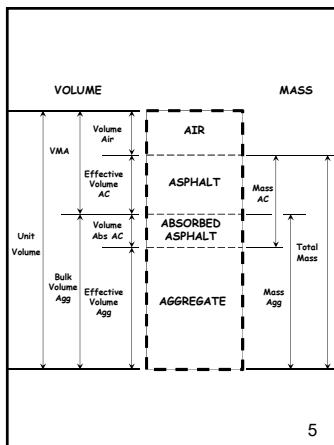 VOLUME
MASS
Volume
Air
AIR
VMA
Effective
Volume
AC
ASPHALT
Mass
AC
Volume
Abs AC
ABSORBED
ASPHALT
Unit
Volume
Total
Mass
Bulk
Volume
Agg
Effective
Volume
Agg
AGGREGATE
Mass
Agg
5